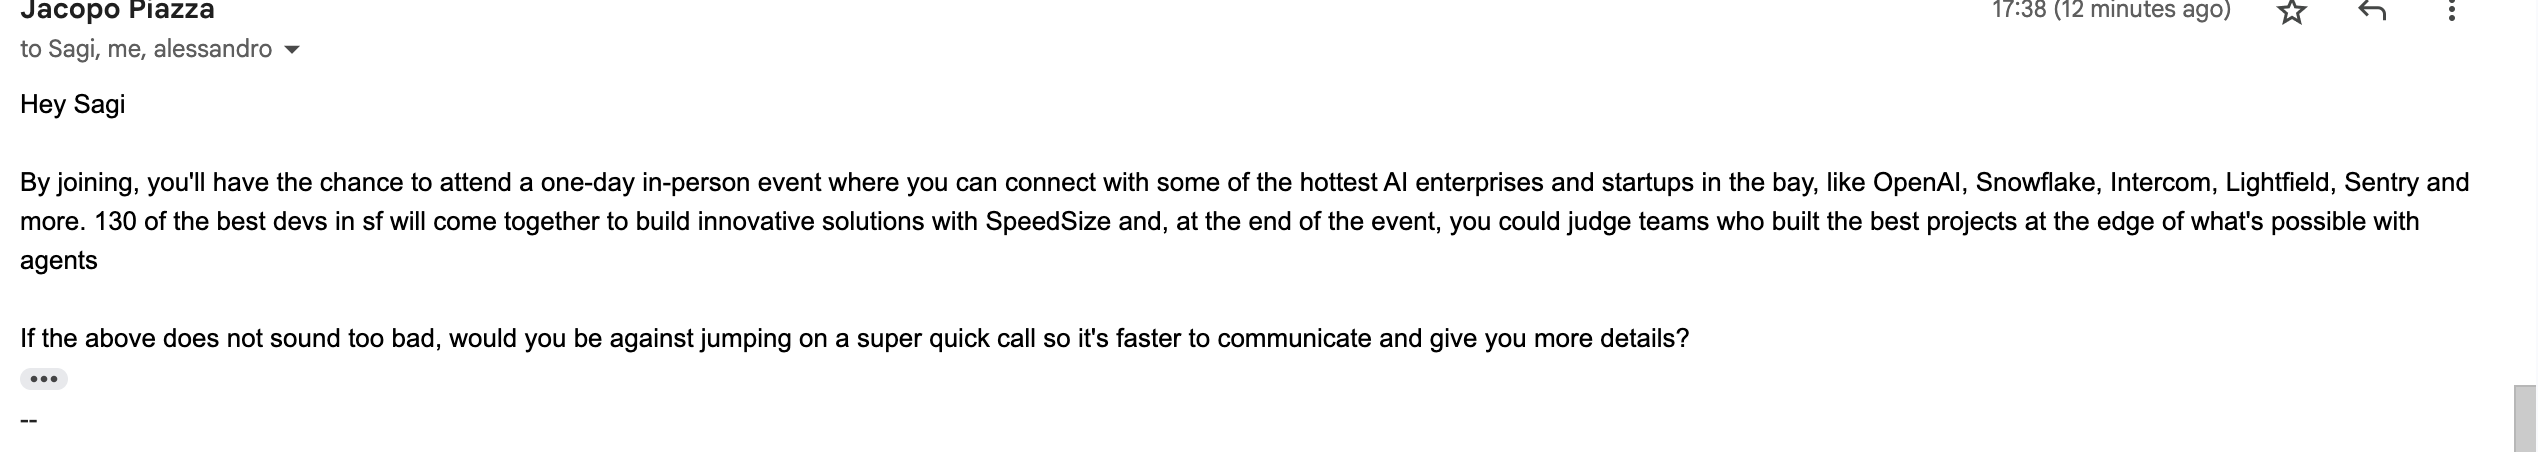 Jacopo Piazza
17:38 (12 minutes ago)
to Sagi, me, alessandro
Hey Sagi
By joining, you'll have the chance to attend a one-day in-person event where you can connect with some of the hottest AI enterprises and startups in the bay, like OpenAI, Snowflake, Intercom, Lightfield, Sentry and
more. 130 of the best devs in sf will come together to build innovative solutions with SpeedSize and, at the end of the event, you could judge teams who built the best projects at the edge of what's possible with
agents
If the above does not sound too bad, would you be against jumping on a super quick call so it's faster to communicate and give you more details?
--